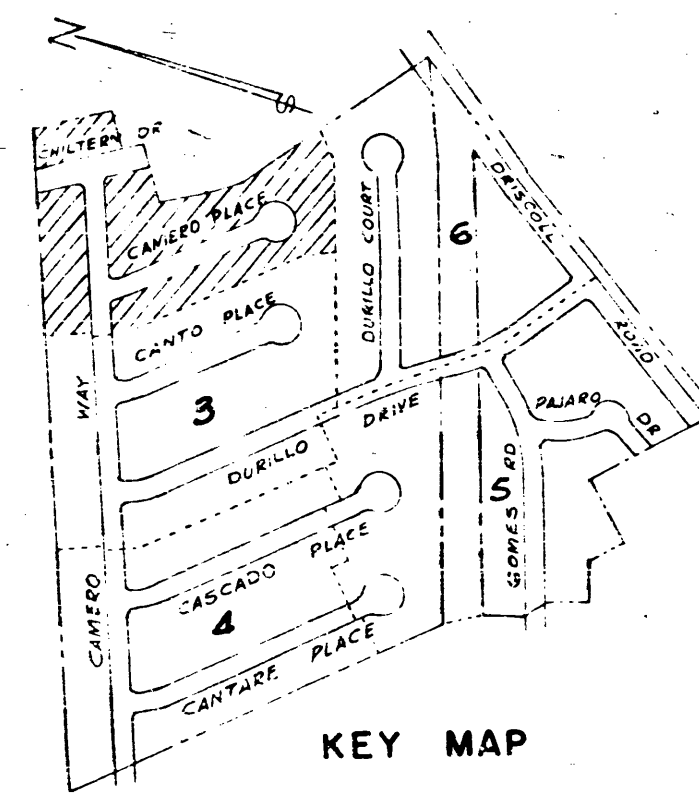 N
S
CHILTERN DR
CAMERO PLACE
CANTO PLACE
DURILLO COURT
6
DRISCOLL
ROAD
WAY
3
DURILLO DRIVE
PAJARO DR
5
GOMES RD
CAMERO
CASCADO PLACE
4
CANTARE PLACE
KEY MAP